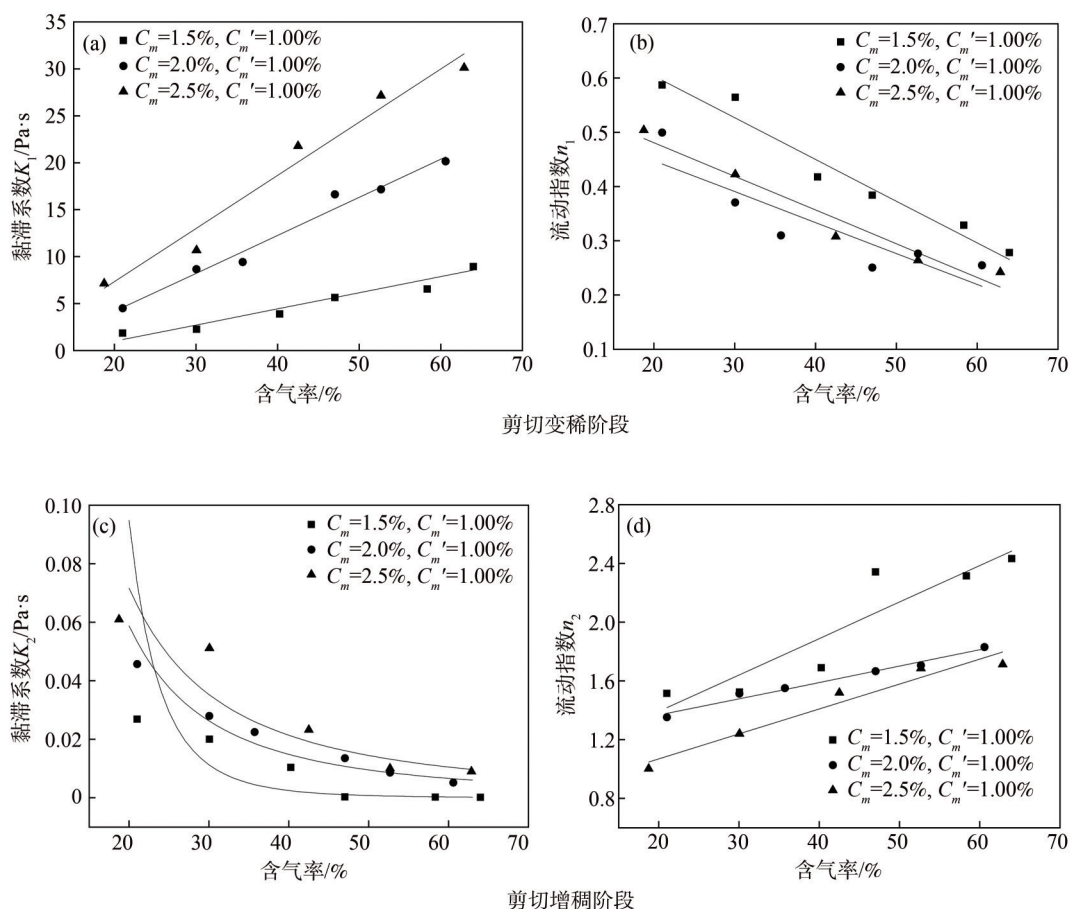 (a)
■ Cm=1.5%, Cm′=1.00%
● Cm=2.0%, Cm′=1.00%
▲ Cm=2.5%, Cm′=1.00%
黏滞系数K1/Pa·s
35
30
25
20
15
10
5
0
20 30 40 50 60 70
含气率/%
(b)
■ Cm=1.5%, Cm′=1.00%
● Cm=2.0%, Cm′=1.00%
▲ Cm=2.5%, Cm′=1.00%
流动指数n1
0.6
0.5
0.4
0.3
0.2
0.1
20 30 40 50 60 70
含气率/%
剪切变稀阶段
(c)
■ Cm=1.5%, Cm′=1.00%
● Cm=2.0%, Cm′=1.00%
▲ Cm=2.5%, Cm′=1.00%
黏滞系数K2/Pa·s
0.10
0.08
0.06
0.04
0.02
0
20 30 40 50 60 70
含气率/%
(d)
流动指数n2
2.8
2.4
2.0
1.6
1.2
0.8
■ Cm=1.5%, Cm′=1.00%
● Cm=2.0%, Cm′=1.00%
▲ Cm=2.5%, Cm′=1.00%
20 30 40 50 60 70
含气率/%
剪切增稠阶段